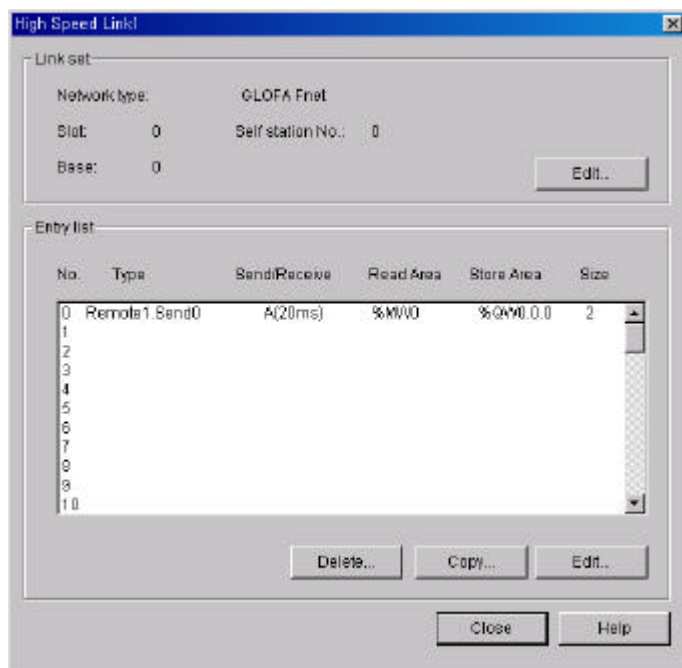 High Speed Link1
Link set
Network type: GLOFA Fnet
Slot: 0 Self station No.: 0
Base: 0
Edit...
Entry list
No. Type Send/Receive Read Area Store Area Size
0 Remote1.Send0 A(20ms) %MW0 %QW0.0.0 2
1
2
3
4
5
6
7
8
9
10
Delete... Copy... Edit...
Close Help